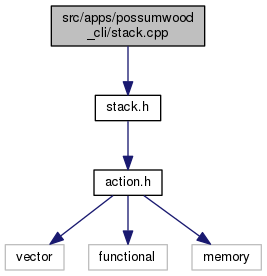 src/apps/possumwood
_cli/stack.cpp
stack.h
action.h
vector
functional
memory